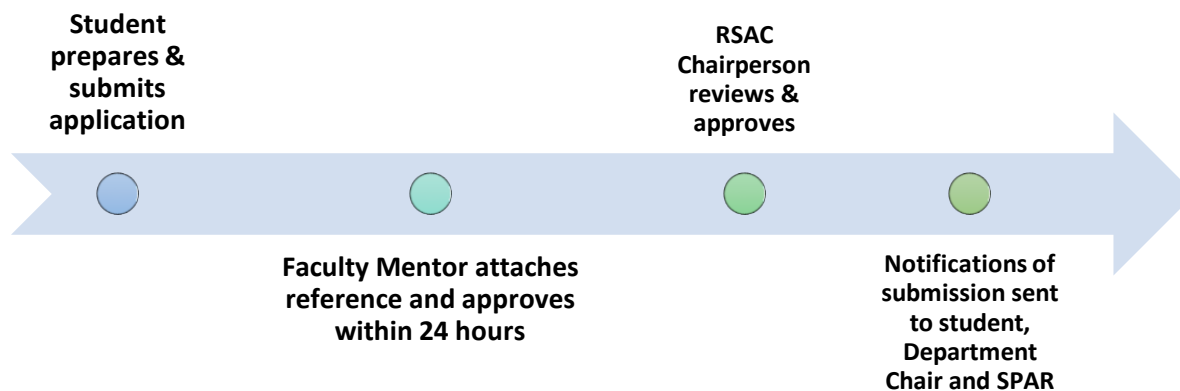 Student
prepares &
submits
application
Faculty Mentor attaches
reference and approves
within 24 hours
RSAC
Chairperson
reviews &
approves
Notifications of
submission sent
to student,
Department
Chair and SPAR